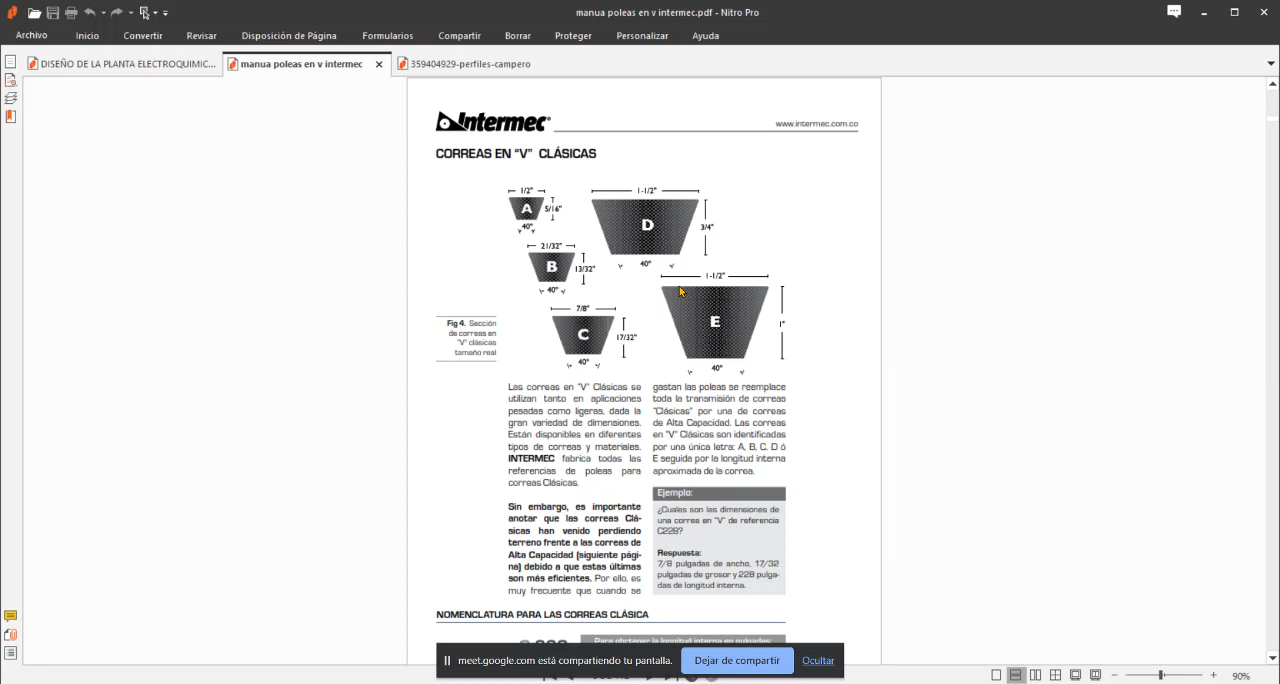 manua poleas en v intermec.pdf - Nitro Pro
Archivo Inicio Convertir Revisar Disposición de Página Formularios Compartir Borrar Proteger Personalizar Ayuda
DISEÑO DE LA PLANTA ELECTROQUIMIC... manua poleas en v intermec 359404929-perfiles-campero
Intermec®
www.intermec.com.co
CORREAS EN "V" CLÁSICAS
1/2"
A
5/16"
40°
1-1/2"
D
3/4"
40°
21/32"
B
13/32"
40°
1-1/2"
E
1"
40°
7/8"
C
17/32"
40°
Fig 4. Sección
de correas en
"V" clásicas
tamaño real
Las correas en "V" Clásicas se
utilizan tanto en aplicaciones
pesadas como ligeras, dada la
gran variedad de dimensiones.
Están disponibles en diferentes
tipos de correas y materiales.
INTERMEC fabrica todas las
referencias de poleas para
correas Clásicas.
Sin embargo, es importante
anotar que las correas Clá-
sicas han venido perdiendo
terreno frente a las correas de
Alta Capacidad (siguiente pági-
na) debido a que estas últimas
son más eficientes. Por ello, es
muy frecuente que cuando se
gastan las poleas se reemplace
toda la transmisión de correas
"Clásicas" por una de correas
de Alta Capacidad. Las correas
en "V" Clásicas son identificadas
por una única letra: A, B, C, D ó
E seguida por la longitud interna
aproximada de la correa.
Ejemplo:
¿Cuales son las dimensiones de
una correa en "V" de referencia
C228?
Respuesta:
7/8 pulgadas de ancho, 17/32
pulgadas de grosor y 228 pulga-
das de longitud interna.
NOMENCLATURA PARA LAS CORREAS CLÁSICA
Para obtener la longitud interna en pulgadas:
meet.google.com está compartiendo tu pantalla. Dejar de compartir Ocultar
90%